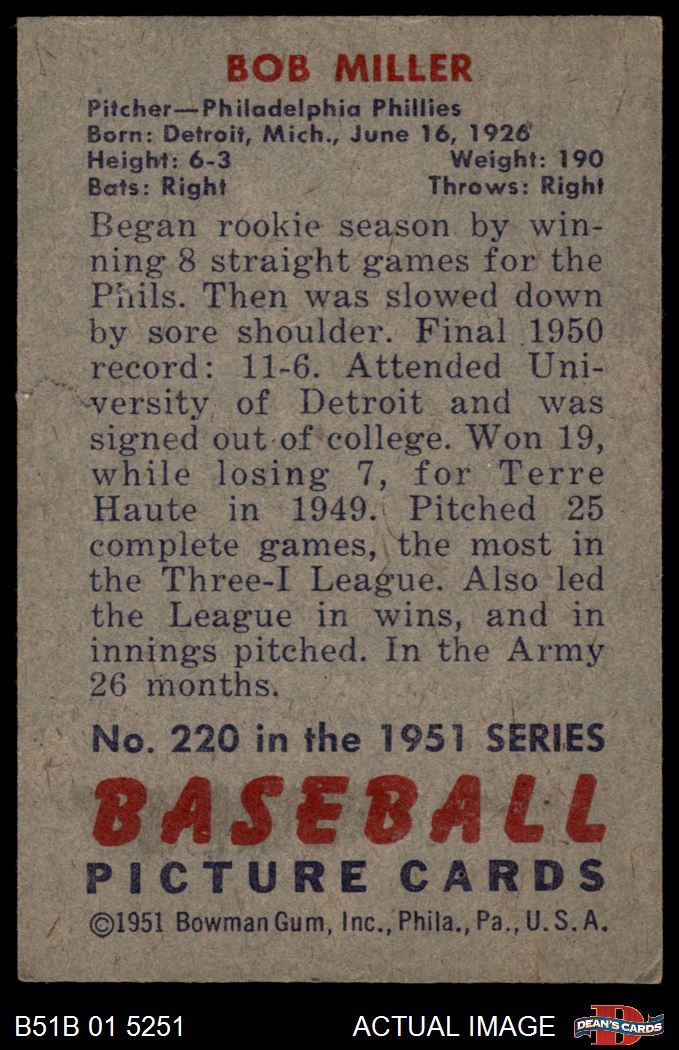 BOB MILLER
Pitcher—Philadelphia Phillies
Born: Detroit, Mich., June 16, 1926
Height: 6-3 Weight: 190
Bats: Right Throws: Right
Began rookie season by win-
ning 8 straight games for the
Phils. Then was slowed down
by sore shoulder. Final 1950
record: 11-6. Attended Uni-
versity of Detroit and was
signed out of college. Won 19,
while losing 7, for Terre
Haute in 1949. Pitched 25
complete games, the most in
the Three-I League. Also led
the League in wins, and in
innings pitched. In the Army
26 months.
No. 220 in the 1951 SERIES
BASEBALL
PICTURE CARDS
©1951 Bowman Gum, Inc., Phila., Pa., U.S.A.
B51B 01 5251 ACTUAL IMAGE D DEAN'S CARDS